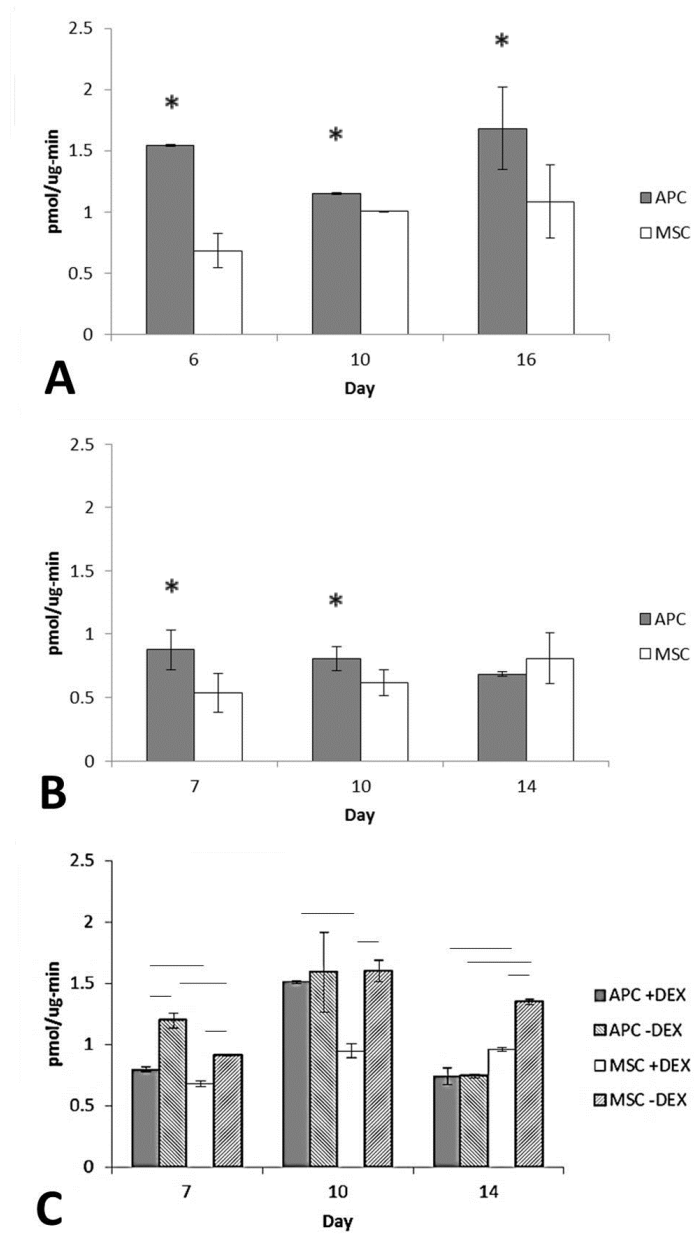 2.5
*
2
*
*
1.5
pmol/ug-min
APC
1
MSC
0.5
0
6 10 16
A
Day
2.5
2
1.5
pmol/ug-min
*
*
1
APC
MSC
0.5
0
7 10 14
B
Day
2.5
2
1.5
pmol/ug-min
APC +DEX
APC -DEX
1
MSC +DEX
MSC -DEX
0.5
0
7 10 14
C
Day